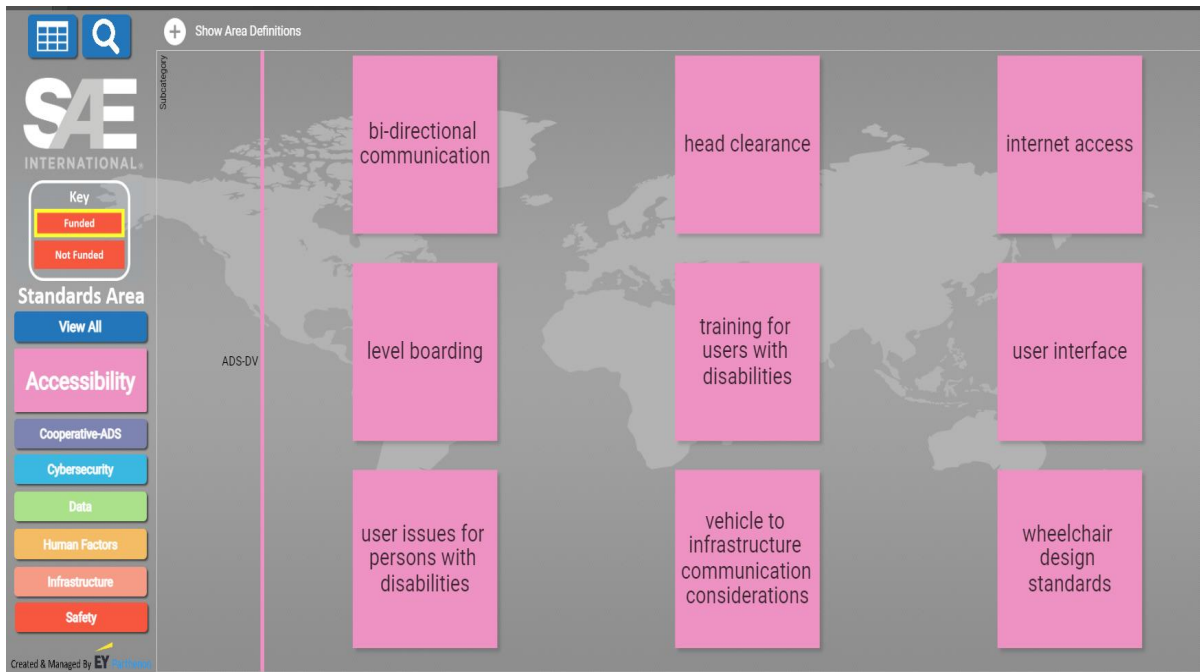 Show Area Definitions
SAE
INTERNATIONAL®
Key
Funded
Not Funded
Standards Area
View All
Accessibility
Cooperative-ADS
Cybersecurity
Data
Human Factors
Infrastructure
Safety
Created & Managed By EY
Subcategory
ADS-DV
bi-directional
communication
head clearance
internet access
level boarding
training for
users with
disabilities
user interface
user issues for
persons with
disabilities
vehicle to
infrastructure
communication
considerations
wheelchair
design
standards